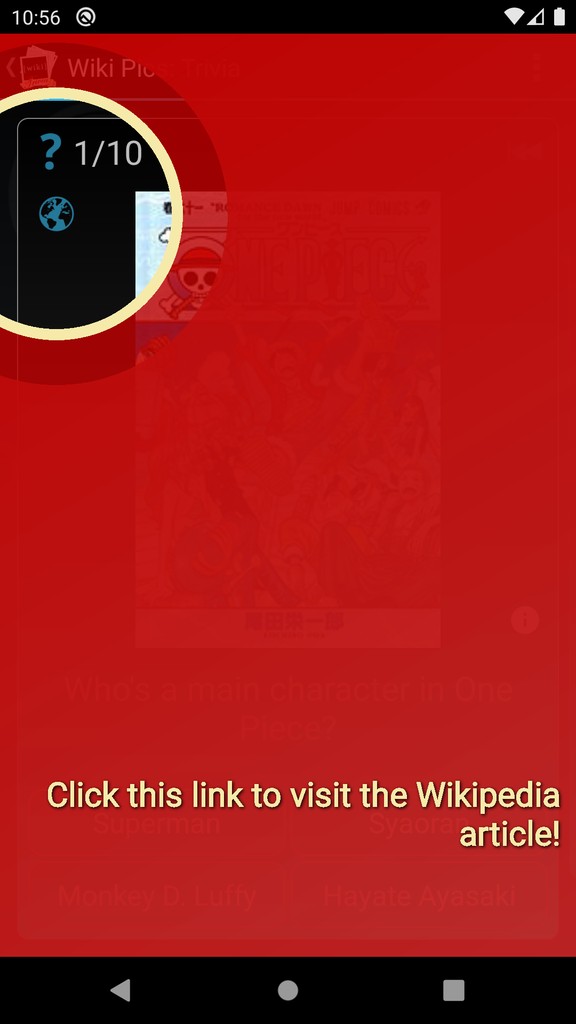 10:56
Wiki Pics: Trivia
? 1/10
ONE PIECE
尾田栄一郎
Who's a main character in One
Piece?
Click this link to visit the Wikipedia
article!
Superman
Syaoran
Monkey D. Luffy
Hayate Ayasaki